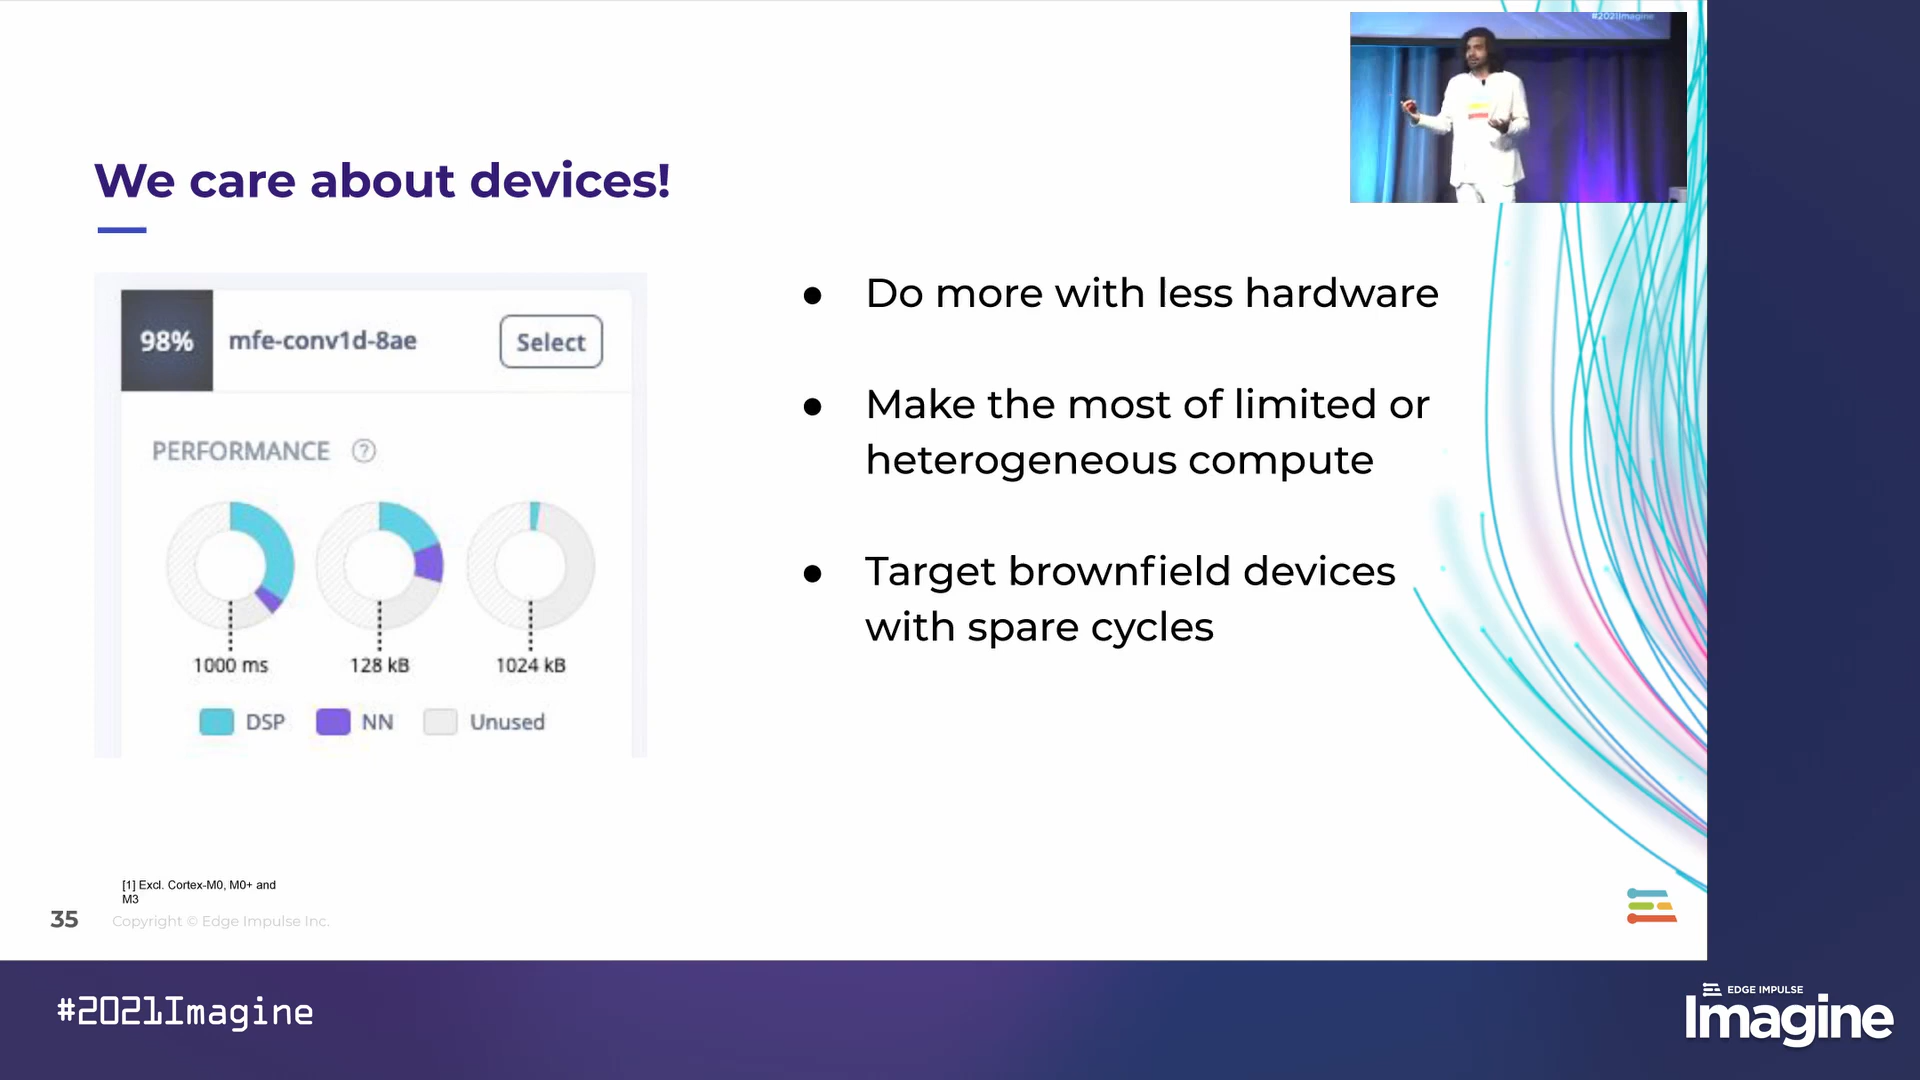 #2021Imagine
We care about devices!
98%
mfe-conv1d-8ae
Select
PERFORMANCE ?
1000 ms
128 kB
1024 kB
DSP
NN
Unused
● Do more with less hardware
● Make the most of limited or
heterogeneous compute
● Target brownfield devices
with spare cycles
[1] Excl. Cortex-M0, M0+ and
M3
35
Copyright © Edge Impulse Inc.
#2021Imagine
EDGE IMPULSE
Imagine